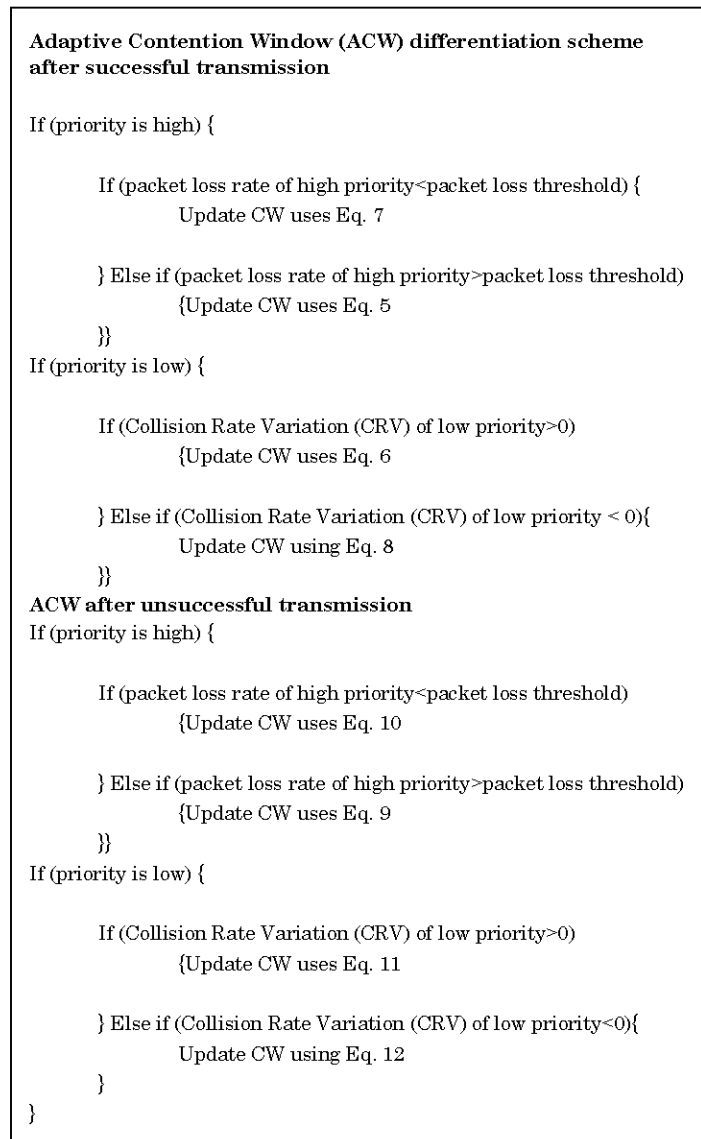 Adaptive Contention Window (ACW) differentiation scheme
after successful transmission
If (priority is high) {
If (packet loss rate of high priority<packet loss threshold) {
Update CW uses Eq. 7
} Else if (packet loss rate of high priority>packet loss threshold)
{Update CW uses Eq. 5
}}
If (priority is low) {
If (Collision Rate Variation (CRV) of low priority>0)
{Update CW uses Eq. 6
} Else if (Collision Rate Variation (CRV) of low priority < 0){
Update CW using Eq. 8
}}
ACW after unsuccessful transmission
If (priority is high) {
If (packet loss rate of high priority<packet loss threshold)
{Update CW uses Eq. 10
} Else if (packet loss rate of high priority>packet loss threshold)
{Update CW uses Eq. 9
}}
If (priority is low) {
If (Collision Rate Variation (CRV) of low priority>0)
{Update CW uses Eq. 11
} Else if (Collision Rate Variation (CRV) of low priority<0){
Update CW using Eq. 12
}
}